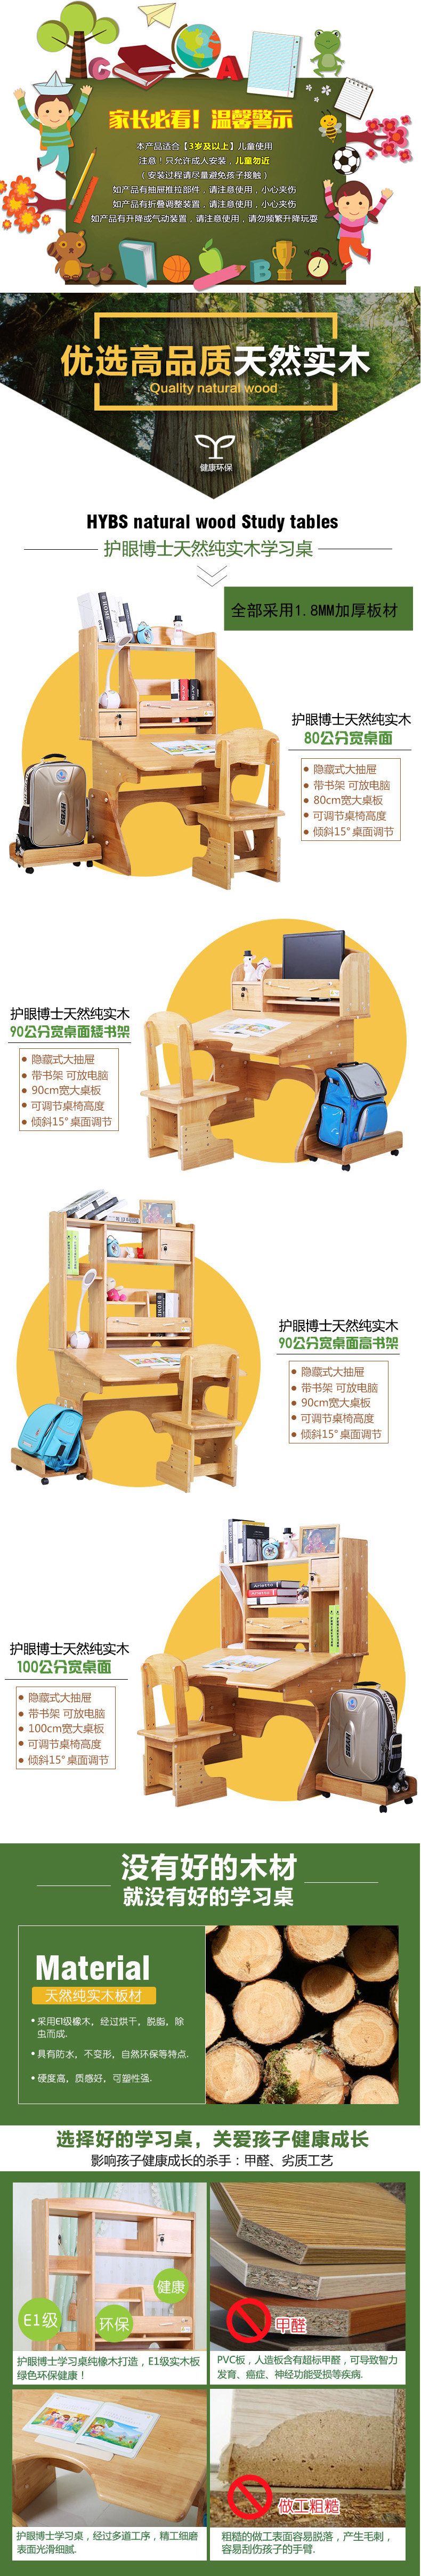 C
A
家长必看！温馨警示
本产品适合【3岁及以上】儿童使用
注意！只允许成人安装，儿童勿近
（安装过程请尽量避免孩子接触）
如产品有抽屉推拉部件，请注意使用，小心夹伤
如产品有折叠调整装置，请注意使用，小心夹伤
如产品有升降或气动装置，请注意使用，请勿频繁升降玩耍
B
优选高品质天然实木
Quality natural wood
健康环保
HYBS natural wood Study tables
护眼博士天然纯实木学习桌
全部采用1.8MM加厚板材
护眼博士天然纯实木
80公分宽桌面
隐藏式大抽屉
带书架 可放电脑
80cm宽大桌板
可调节桌椅高度
倾斜15°桌面调节
HYBS
护眼博士天然纯实木
90公分宽桌面矮书架
隐藏式大抽屉
带书架 可放电脑
90cm宽大桌板
可调节桌椅高度
倾斜15°桌面调节
护眼博士天然纯实木
90公分宽桌面高书架
隐藏式大抽屉
带书架 可放电脑
90cm宽大桌板
可调节桌椅高度
倾斜15°桌面调节
护眼博士天然纯实木
100公分宽桌面
隐藏式大抽屉
带书架 可放电脑
100cm宽大桌板
可调节桌椅高度
倾斜15°桌面调节
HYBS
没有好的木材
就没有好的学习桌
Material
天然纯实木板材
•采用E1级橡木，经过烘干，脱脂，除
虫而成.
•具有防水，不变形，自然环保等特点.
•硬度高，质感好，可塑性强.
选择好的学习桌，关爱孩子健康成长
影响孩子健康成长的杀手：甲醛、劣质工艺
E1级
环保
健康
甲醛
护眼博士学习桌纯橡木打造，E1级实木板
绿色环保健康！
PVC板，人造板含有超标甲醛，可导致智力
发育、癌症、神经功能受损等疾病.
做工粗糙
护眼博士学习桌，经过多道工序，精工细磨
表面光滑细腻.
粗糙的做工表面容易脱落，产生毛刺，
容易刮伤孩子的手臂.